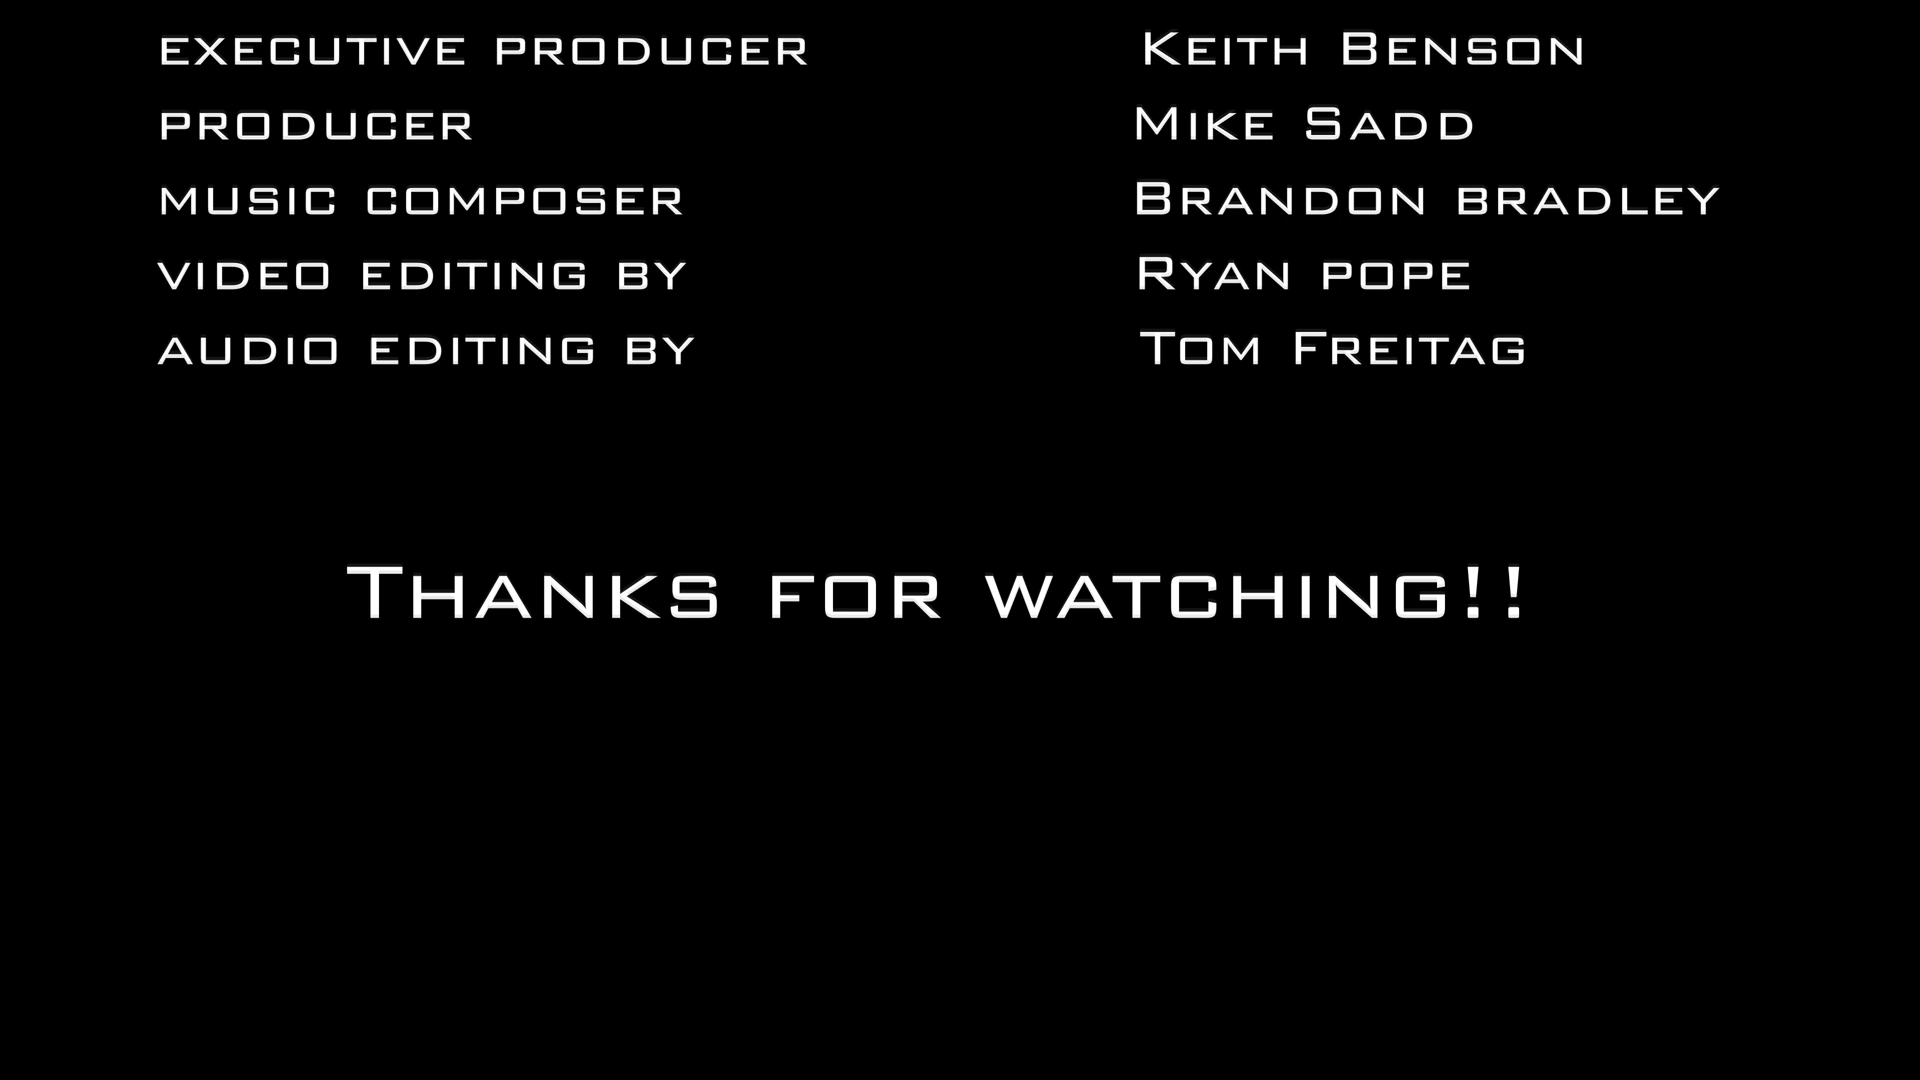 executive producer Keith Benson
producer Mike Sadd
music composer Brandon bradley
video editing by Ryan pope
audio editing by Tom Freitag
Thanks for watching!!